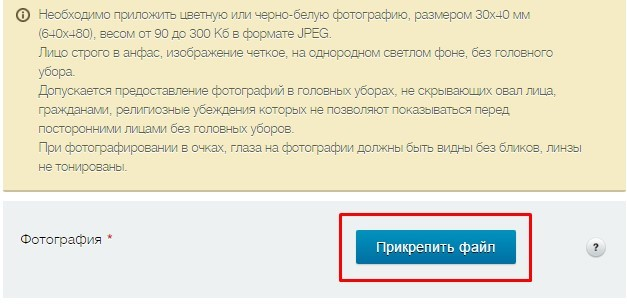 Необходимо приложить цветную или черно-белую фотографию, размером 30x40 мм
(640x480), весом от 90 до 300 Кб в формате JPEG.
Лицо строго в анфас, изображение четкое, на однородном светлом фоне, без головного
убора.
Допускается предоставление фотографий в головных уборах, не скрывающих овал лица,
гражданами, религиозные убеждения которых не позволяют показываться перед
посторонними лицами без головных уборов.
При фотографировании в очках, глаза на фотографии должны быть видны без бликов, линзы
не тонированы.
Фотография * Прикрепить файл ?